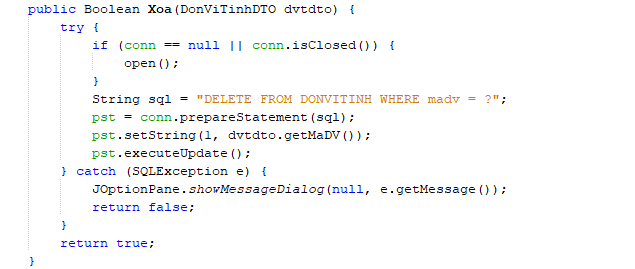 public Boolean Xoa(DonViTinhDTO dvtdto) {
try {
if (conn == null || conn.isClosed()) {
open();
}
String sql = "DELETE FROM DONVITINH WHERE madv = ?";
pst = conn.prepareStatement(sql);
pst.setString(1, dvtdto.getMaDV());
pst.executeUpdate();
} catch (SQLException e) {
JOptionPane.showMessageDialog(null, e.getMessage());
return false;
}
return true;
}